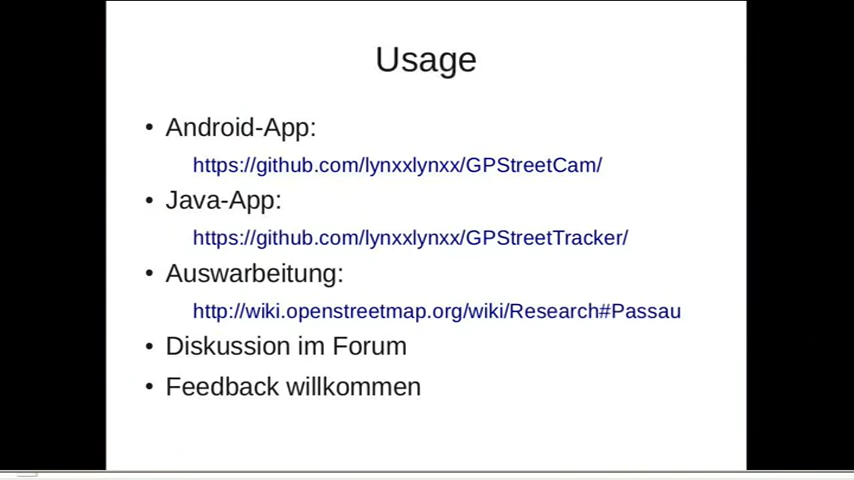 Usage
• Android-App:
https://github.com/lynxxlynxx/GPStreetCam/
• Java-App:
https://github.com/lynxxlynxx/GPStreetTracker/
• Auswarbeitung:
http://wiki.openstreetmap.org/wiki/Research#Passau
• Diskussion im Forum
• Feedback willkommen